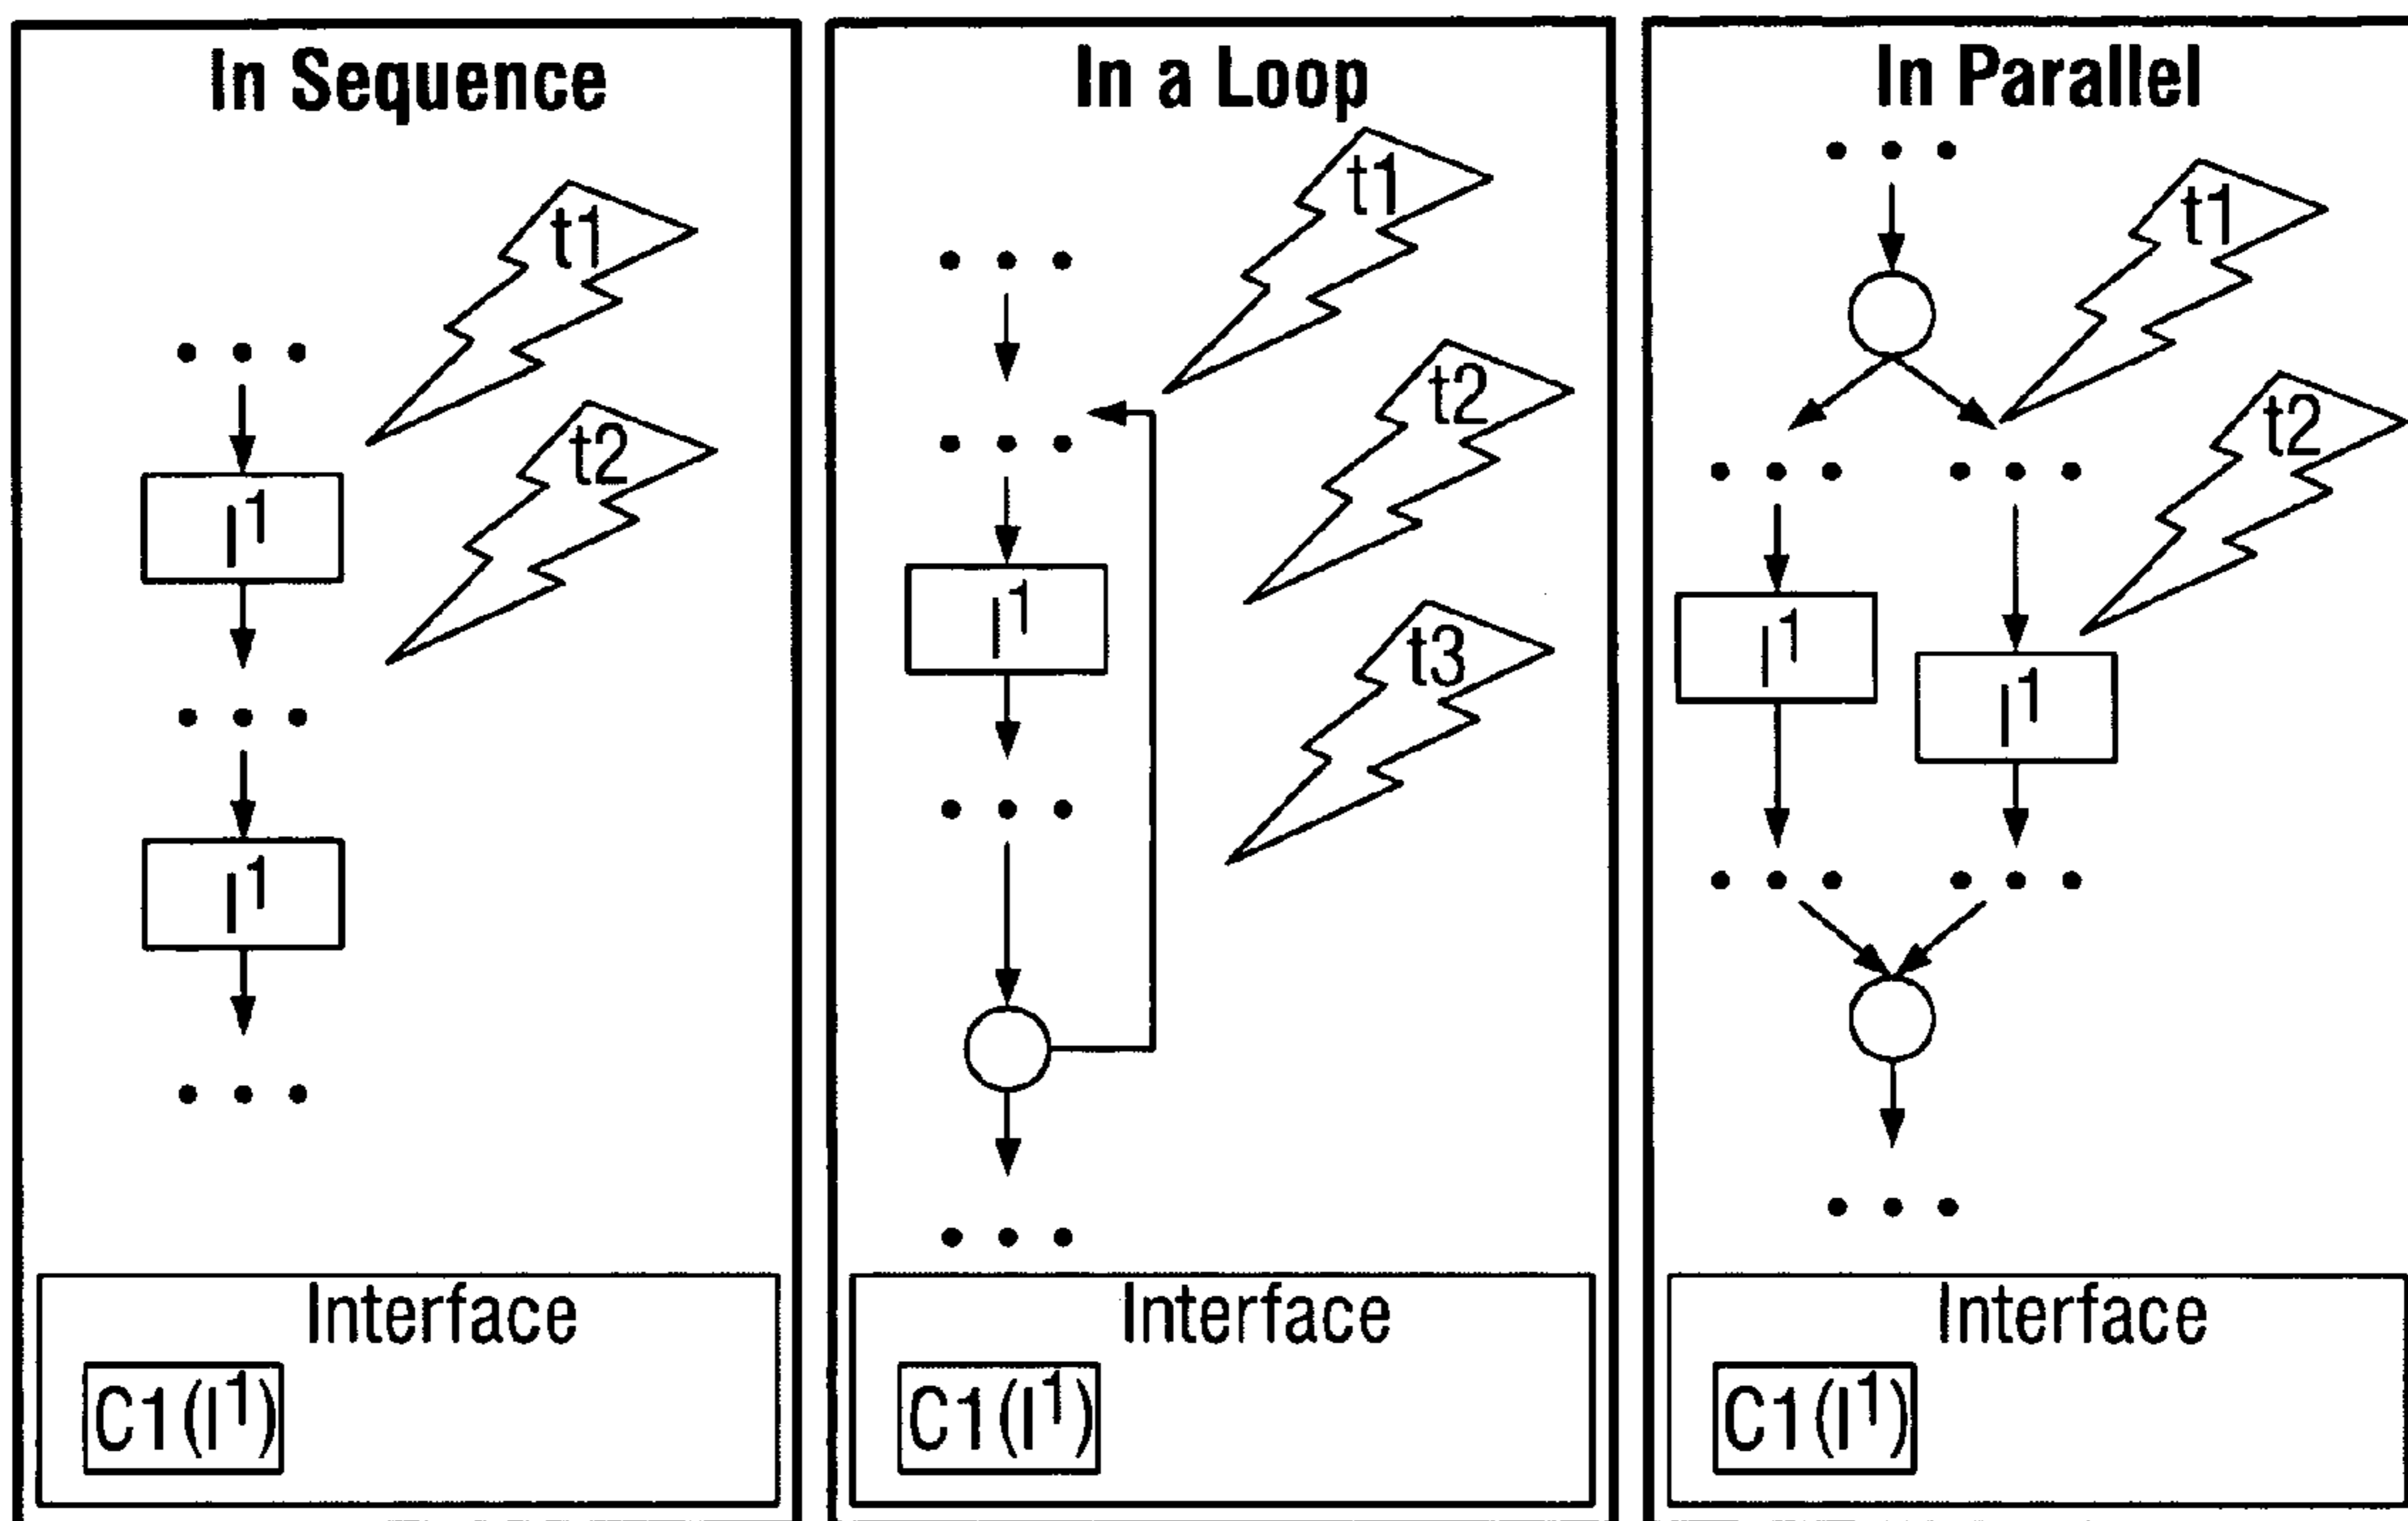 In Sequence
t1
t2
I¹
I¹
Interface
C1(I¹)
In a Loop
t1
t2
I¹
t3
Interface
C1(I¹)
In Parallel
t1
t2
I¹
I¹
Interface
C1(I¹)